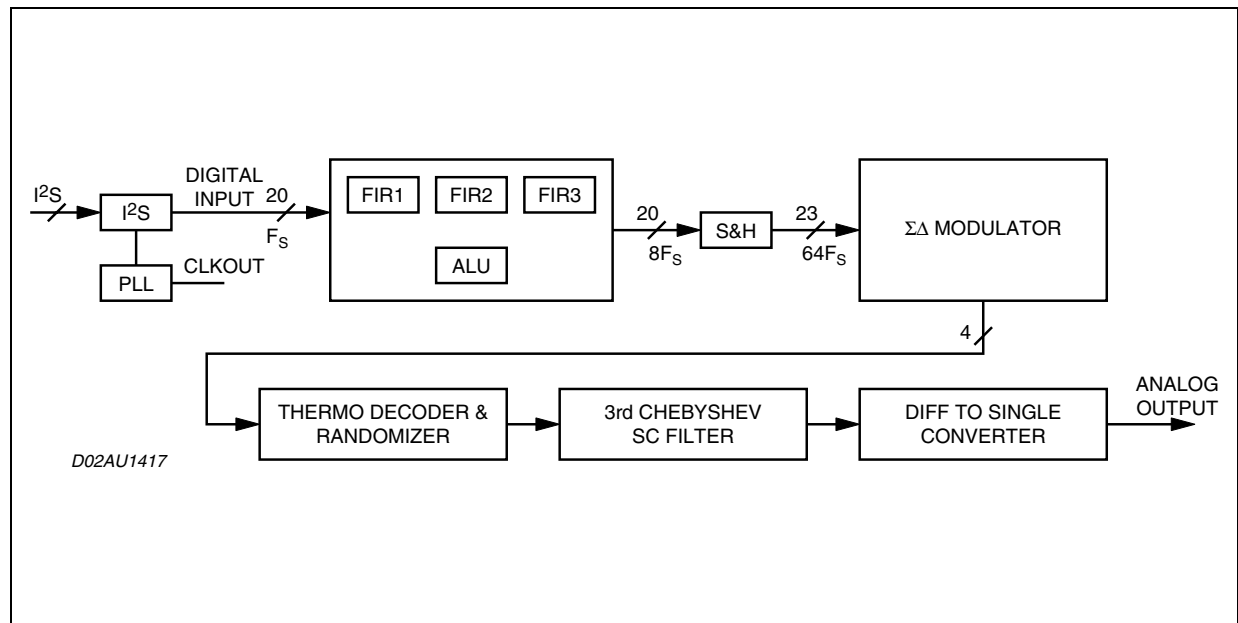 I²S
I²S
PLL
CLKOUT
DIGITAL
INPUT
20
F_S
FIR1
FIR2
FIR3
ALU
20
8F_S
S&H
23
64F_S
ΣΔ MODULATOR
4
THERMO DECODER &
RANDOMIZER
3rd CHEBYSHEV
SC FILTER
DIFF TO SINGLE
CONVERTER
ANALOG
OUTPUT
D02AU1417